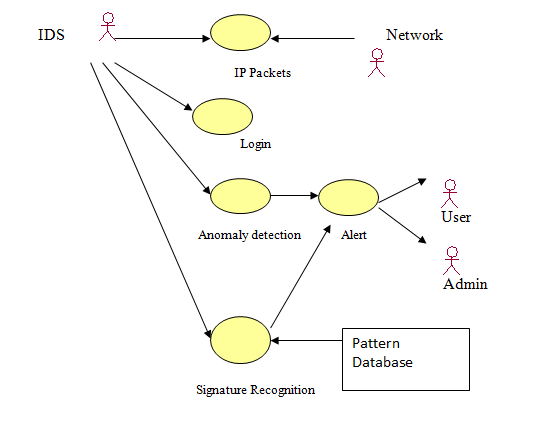 IDS
Network
IP Packets
Login
Anomaly detection
Alert
User
Admin
Pattern
Database
Signature Recognition